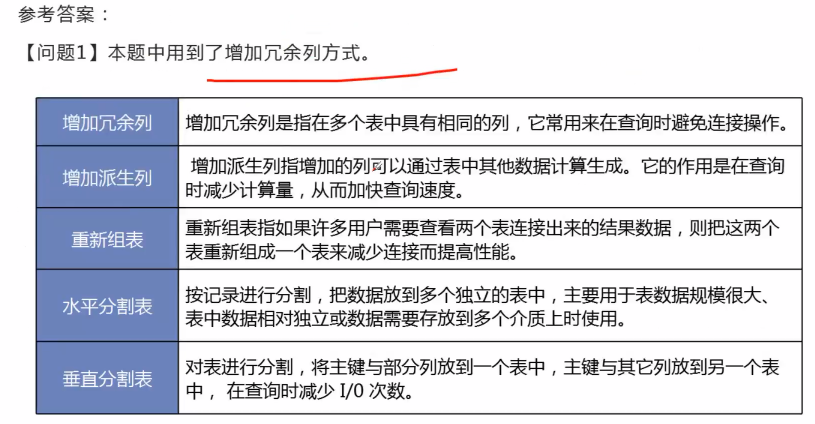 参考答案：
【问题1】本题中用到了增加冗余列方式。
增加冗余列
增加冗余列是指在多个表中具有相同的列，它常用来在查询时避免连接操作。
增加派生列
增加派生列指增加的列可以通过表中其他数据计算生成。它的作用是在查询
时减少计算量，从而加快查询速度。
重新组表
重新组表指如果许多用户需要查看两个表连接出来的结果数据，则把这两个
表重新组成一个表来减少连接而提高性能。
水平分割表
按记录进行分割，把数据放到多个独立的表中，主要用于表数据规模很大、
表中数据相对独立或数据需要存放到多个介质上时使用。
垂直分割表
对表进行分割，将主键与部分列放到一个表中，主键与其它列放到另一个表
中， 在查询时减少 I/0 次数。